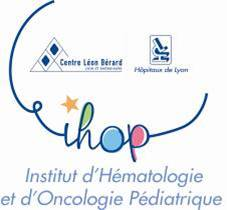 Centre Léon Bérard
Hôpitaux de Lyon
ihop
Institut d'Hématologie
et d'Oncologie Pédiatrique